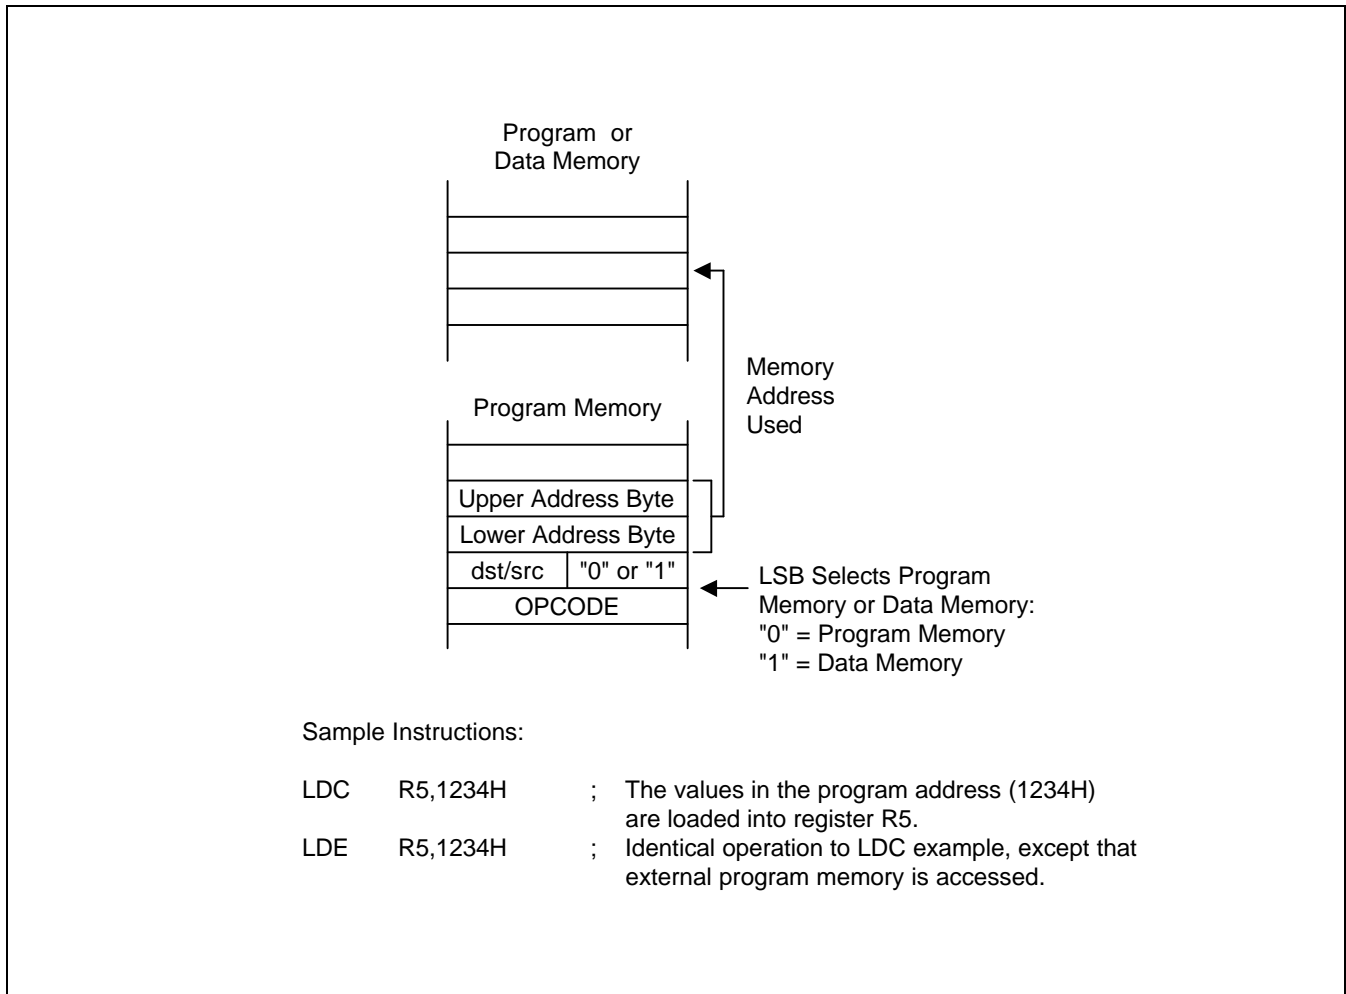 Program or
Data Memory
Memory
Address
Used
Program Memory
Upper Address Byte
Lower Address Byte
dst/src "0" or "1"
OPCODE
LSB Selects Program
Memory or Data Memory:
"0" = Program Memory
"1" = Data Memory
Sample Instructions:
LDC R5,1234H ; The values in the program address (1234H)
are loaded into register R5.
LDE R5,1234H ; Identical operation to LDC example, except that
external program memory is accessed.